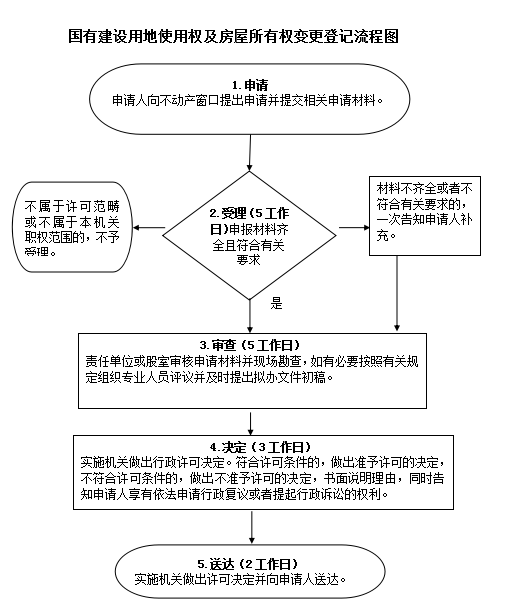 国有建设用地使用权及房屋所有权变更登记流程图
1.申请
申请人向不动产窗口提出申请并提交相关申请材料。
不属于许可范畴
或不属于本机关
职权范围的，不予
受理。
2.受理（5工作
日）申报材料齐
全且符合有关
要求
材料不齐全或者不
符合有关要求的，
一次告知申请人补
充。
是
3.审查（5工作日）
责任单位或股室审核申请材料并现场勘查，如有必要按照有关规
定组织专业人员评议并及时提出拟办文件初稿。
4.决定（3工作日）
实施机关做出行政许可决定。符合许可条件的，做出准予许可的决定，
不符合许可条件的，做出不准予许可的决定，书面说明理由，同时告
知申请人享有依法申请行政复议或者提起行政诉讼的权利。
5.送达（2工作日）
实施机关做出许可决定并向申请人送达。